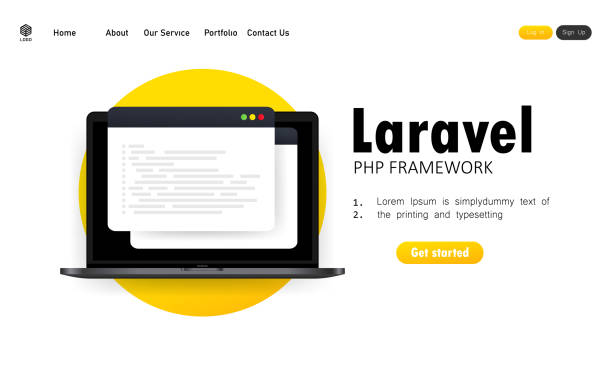 Home About Our Service Portfolio Contact Us Log in Sign Up
LOGO
Laravel
PHP FRAMEWORK
1. Lorem Ipsum is simplydummy text of
2. the printing and typesetting
Get started